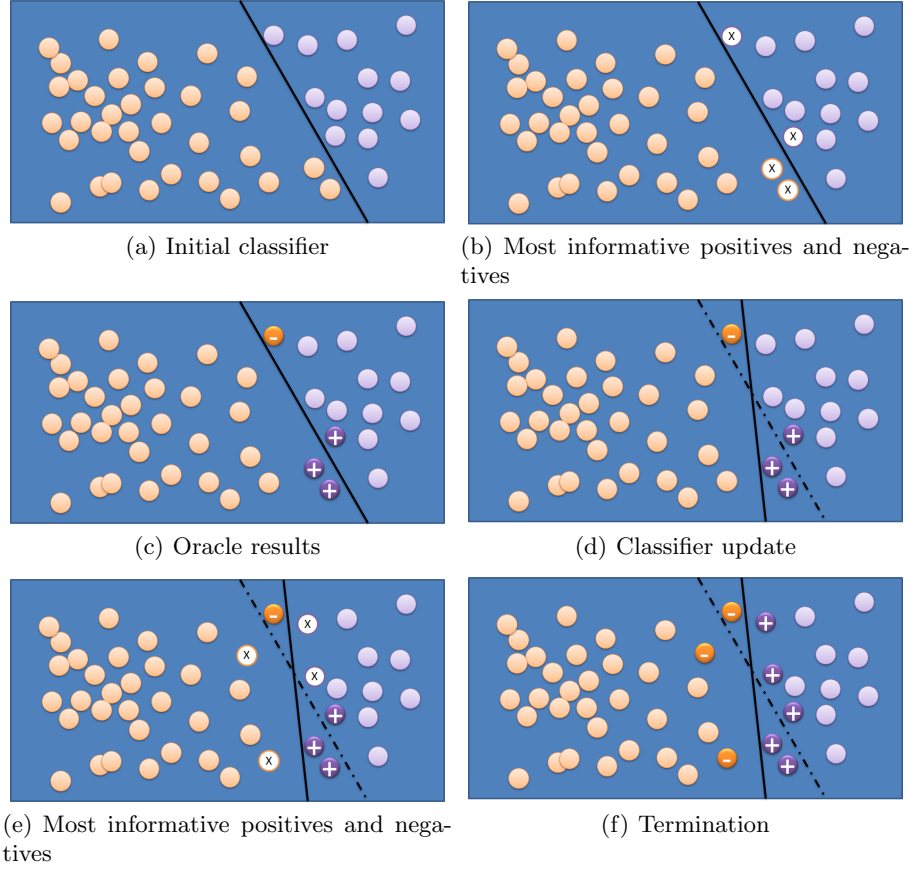 (a) Initial classifier
X
X
X
X
(b) Most informative positives and nega-
tives
-
+
+
+
(c) Oracle results
-
+
+
+
(d) Classifier update
-
X
X
X
+
+
+
X
(e) Most informative positives and nega-
tives
-
+
-
+
+
+
-
+
(f) Termination